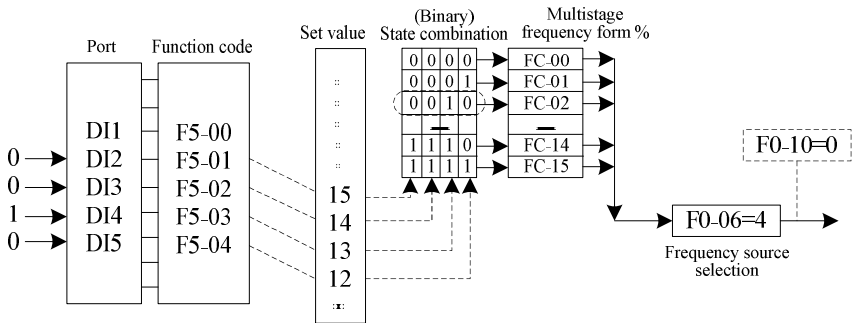 Port
Function code
Set value
(Binary)
State combination
Multistage
frequency form %
0 DI2 F5-01
DI1 F5-00
0 DI3 F5-02
1 DI4 F5-03
0 DI5 F5-04
15
14
13
12
0 0 0 0 FC-00
0 0 0 1 FC-01
0 0 1 0 FC-02
1 1 1 0 FC-14
1 1 1 1 FC-15
F0-10=0
F0-06=4
Frequency source
selection